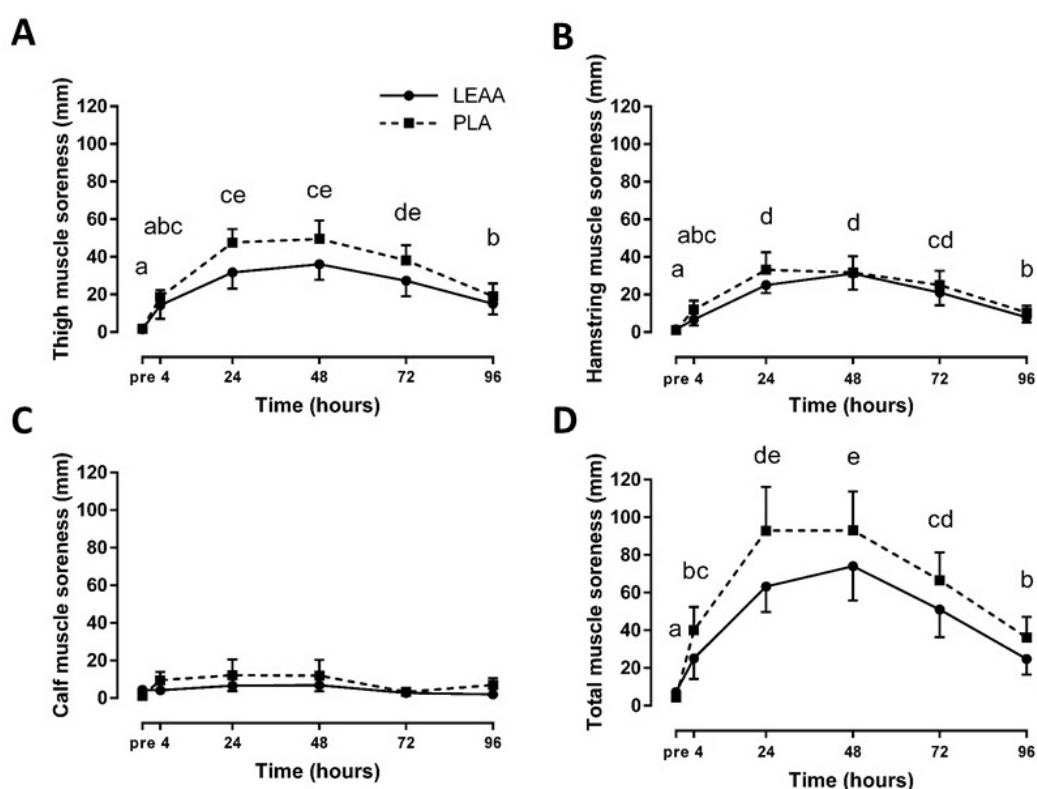 A
Thigh muscle soreness (mm)
120
100
80
60
40
20
0
LEAA
PLA
a
abc
ce
ce
de
b
pre 4 24 48 72 96
Time (hours)
B
Hamstring muscle soreness (mm)
120
100
80
60
40
20
0
a
abc
d
d
cd
b
pre 4 24 48 72 96
Time (hours)
C
Calf muscle soreness (mm)
120
100
80
60
40
20
0
pre 4 24 48 72 96
Time (hours)
D
Total muscle soreness (mm)
120
100
80
60
40
20
0
a
bc
de
e
cd
b
pre 4 24 48 72 96
Time (hours)